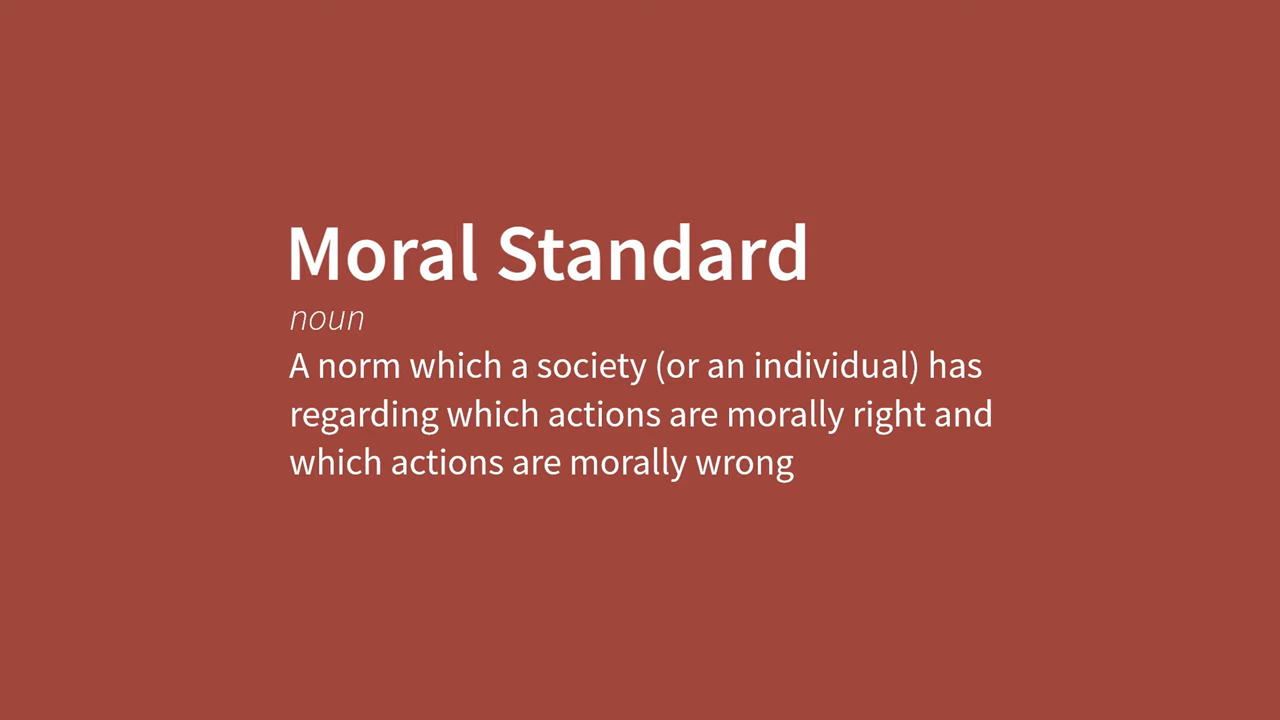 Moral Standard
noun
A norm which a society (or an individual) has
regarding which actions are morally right and
which actions are morally wrong